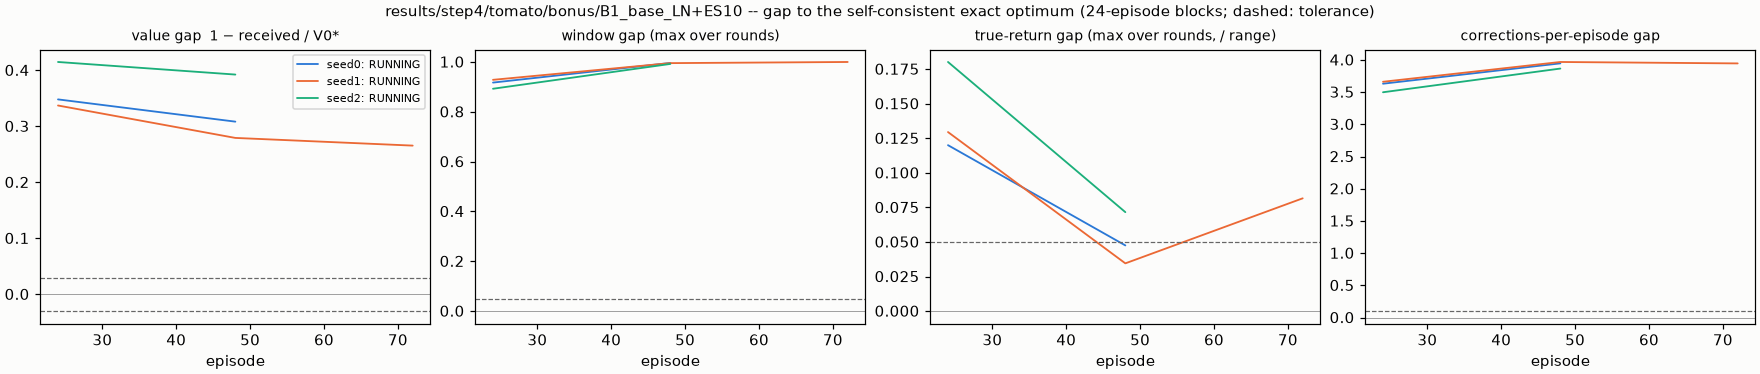 results/step4/tomato/bonus/B1_base_LN+ES10 -- gap to the self-consistent exact optimum (24-episode blocks; dashed: tolerance)
value gap  1 − received / V0*
0.4
0.3
0.2
0.1
0.0
seed0: RUNNING
seed1: RUNNING
seed2: RUNNING
30 40 50 60 70
episode
window gap (max over rounds)
1.0
0.8
0.6
0.4
0.2
0.0
30 40 50 60 70
episode
true-return gap (max over rounds, / range)
0.175
0.150
0.125
0.100
0.075
0.050
0.025
0.000
30 40 50 60 70
episode
corrections-per-episode gap
4.0
3.5
3.0
2.5
2.0
1.5
1.0
0.5
0.0
30 40 50 60 70
episode